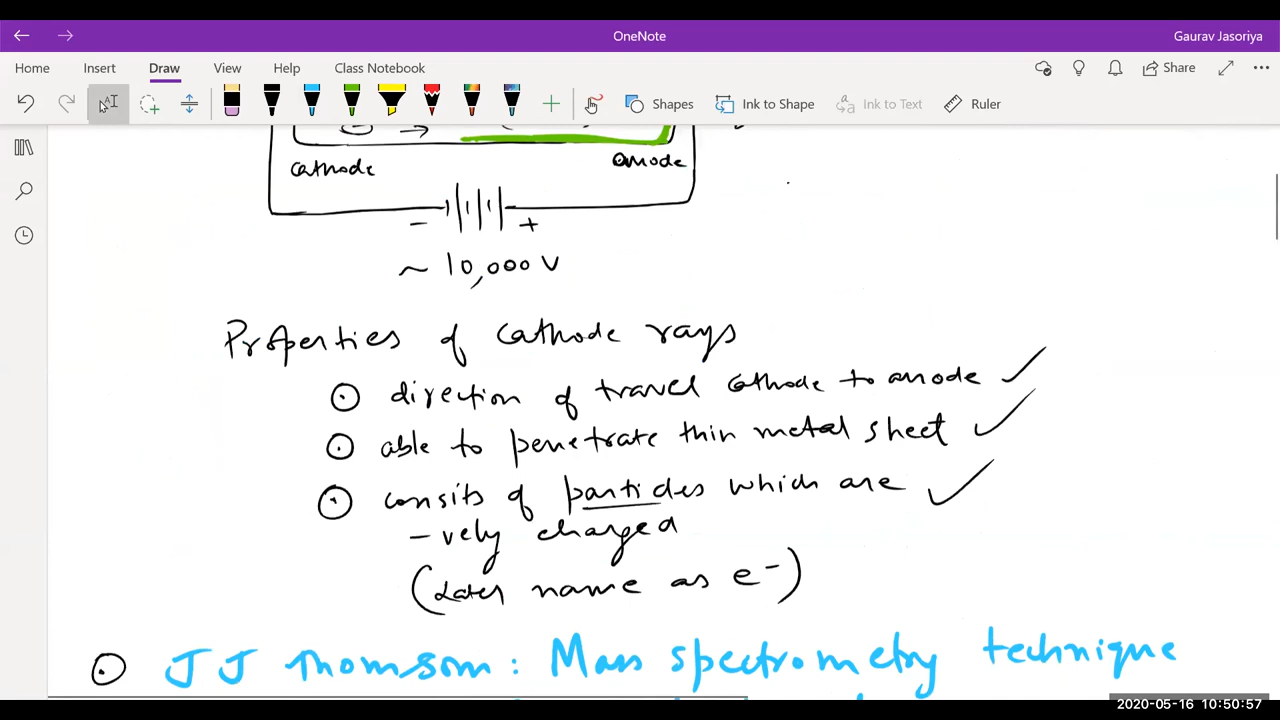 OneNote
Gaurav Jasoriya
Home Insert Draw View Help Class Notebook
Share
Shapes Ink to Shape Ink to Text Ruler
Cathode anode
− +
~ 10,000 V
Properties of cathode rays
direction of travel cathode to anode
able to penetrate thin metal sheet
consits of particles which are
−vely charged
(Later name as e−)
JJ Thomson: Mass spectrometry technique
2020-05-16 10:50:57